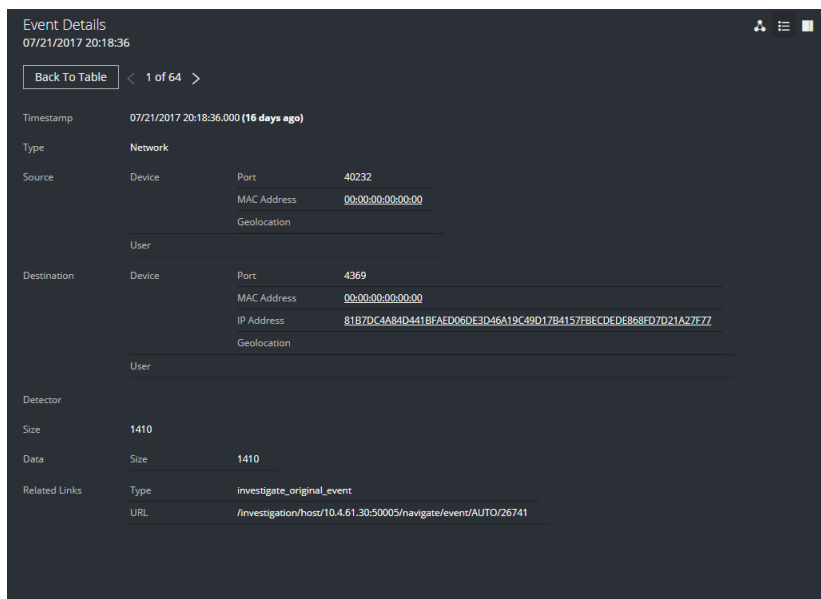 Event Details
07/21/2017 20:18:36
Back To Table < 1 of 64 >
Timestamp 07/21/2017 20:18:36.000 (16 days ago)
Type Network
Source Device Port 40232
MAC Address 00:00:00:00:00:00
Geolocation
User
Destination Device Port 4369
MAC Address 00:00:00:00:00:00
IP Address 81B7DC4A84D441BFAED06DE3D46A19C49D17B4157FBECDEDE868FD7D21A27F77
Geolocation
User
Detector
Size 1410
Data Size 1410
Related Links Type investigate_original_event
URL /investigation/host/10.4.61.30:50005/navigate/event/AUTO/26741